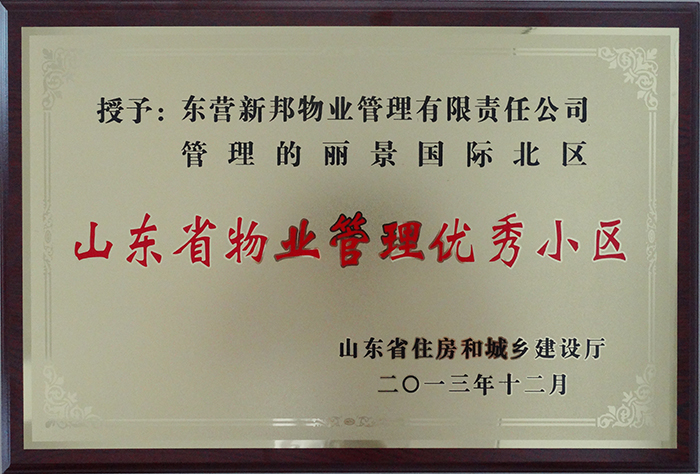 授予：东营新邦物业管理有限责任公司
管理的丽景国际北区
山东省物业管理优秀小区
山东省住房和城乡建设厅
二〇一三年十二月